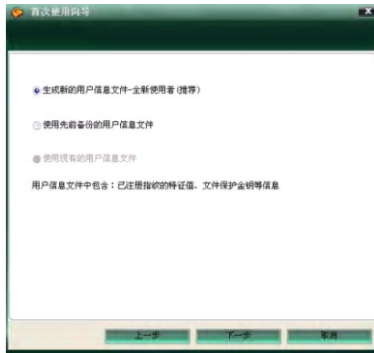 首次使用向导
生成新的用户信息文件-全新使用者(推荐)
使用先前备份的用户信息文件
使用现有的用户信息文件
用户信息文件中包含：已注册指纹的特征值、文件保护金钥等信息
上一步
下一步
取消